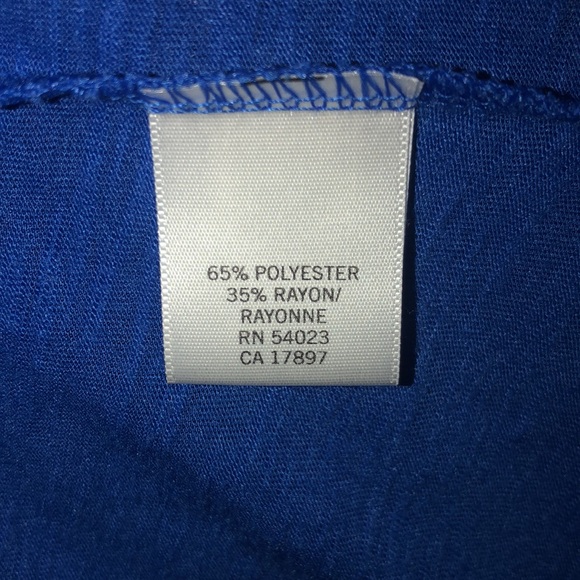 65% POLYESTER
35% RAYON/
RAYONNE
RN 54023
CA 17897